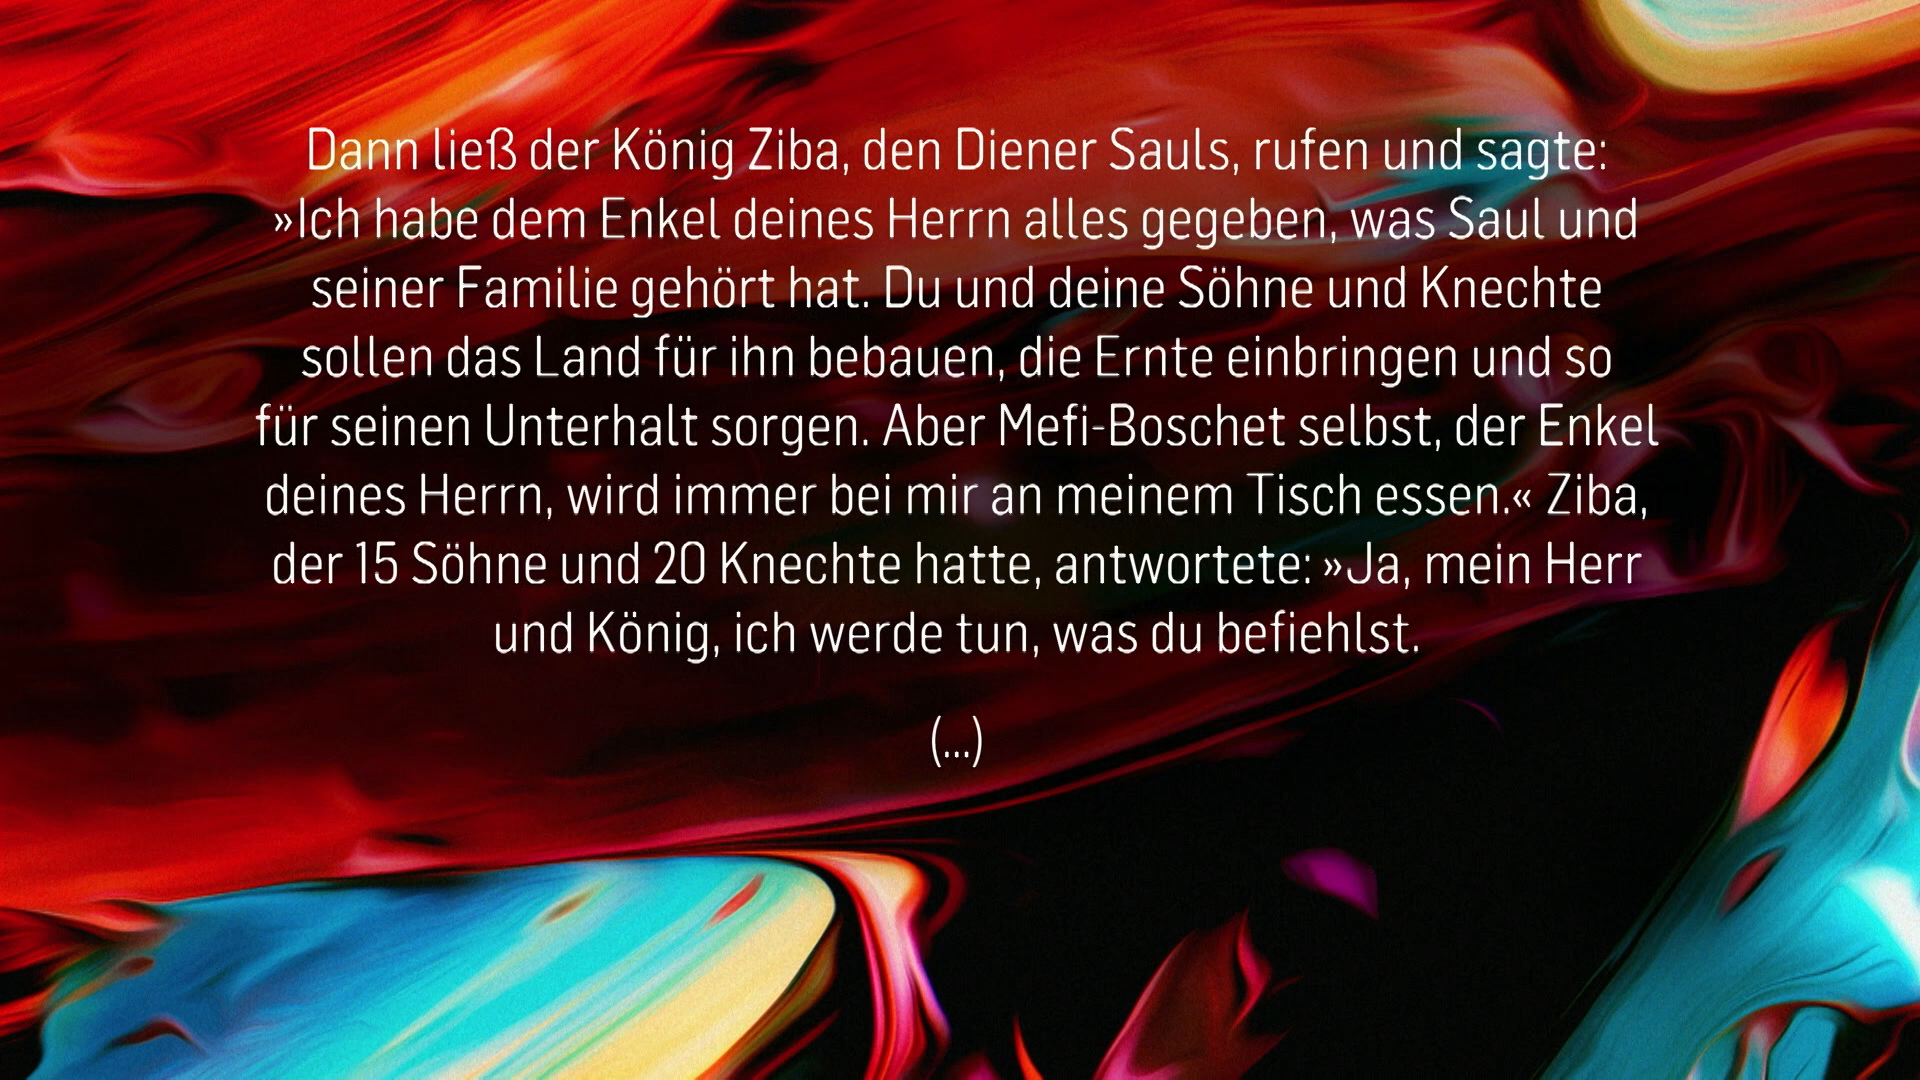 Dann ließ der König Ziba, den Diener Sauls, rufen und sagte:
»Ich habe dem Enkel deines Herrn alles gegeben, was Saul und
seiner Familie gehört hat. Du und deine Söhne und Knechte
sollen das Land für ihn bebauen, die Ernte einbringen und so
für seinen Unterhalt sorgen. Aber Mefi-Boschet selbst, der Enkel
deines Herrn, wird immer bei mir an meinem Tisch essen.« Ziba,
der 15 Söhne und 20 Knechte hatte, antwortete: »Ja, mein Herr
und König, ich werde tun, was du befiehlst.
(...)